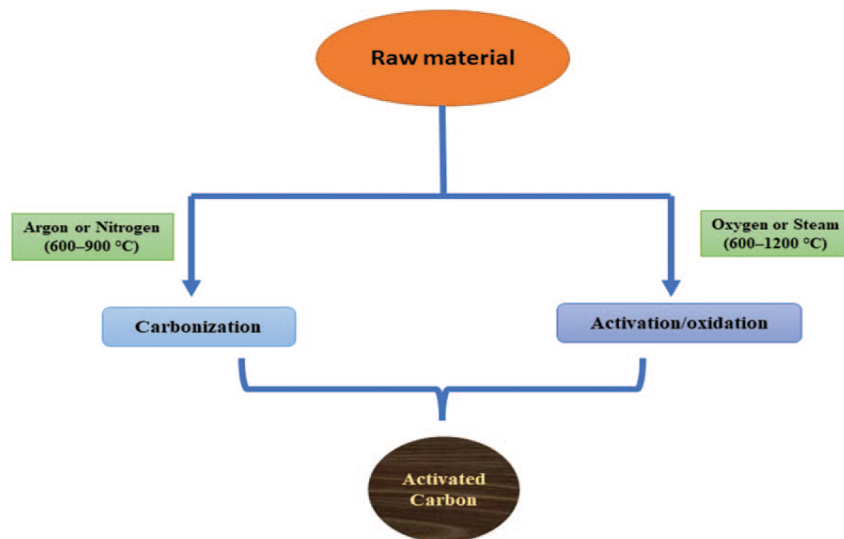 Raw material
Argon or Nitrogen
(600–900 °C)
Oxygen or Steam
(600–1200 °C)
Carbonization
Activation/oxidation
Activated
Carbon